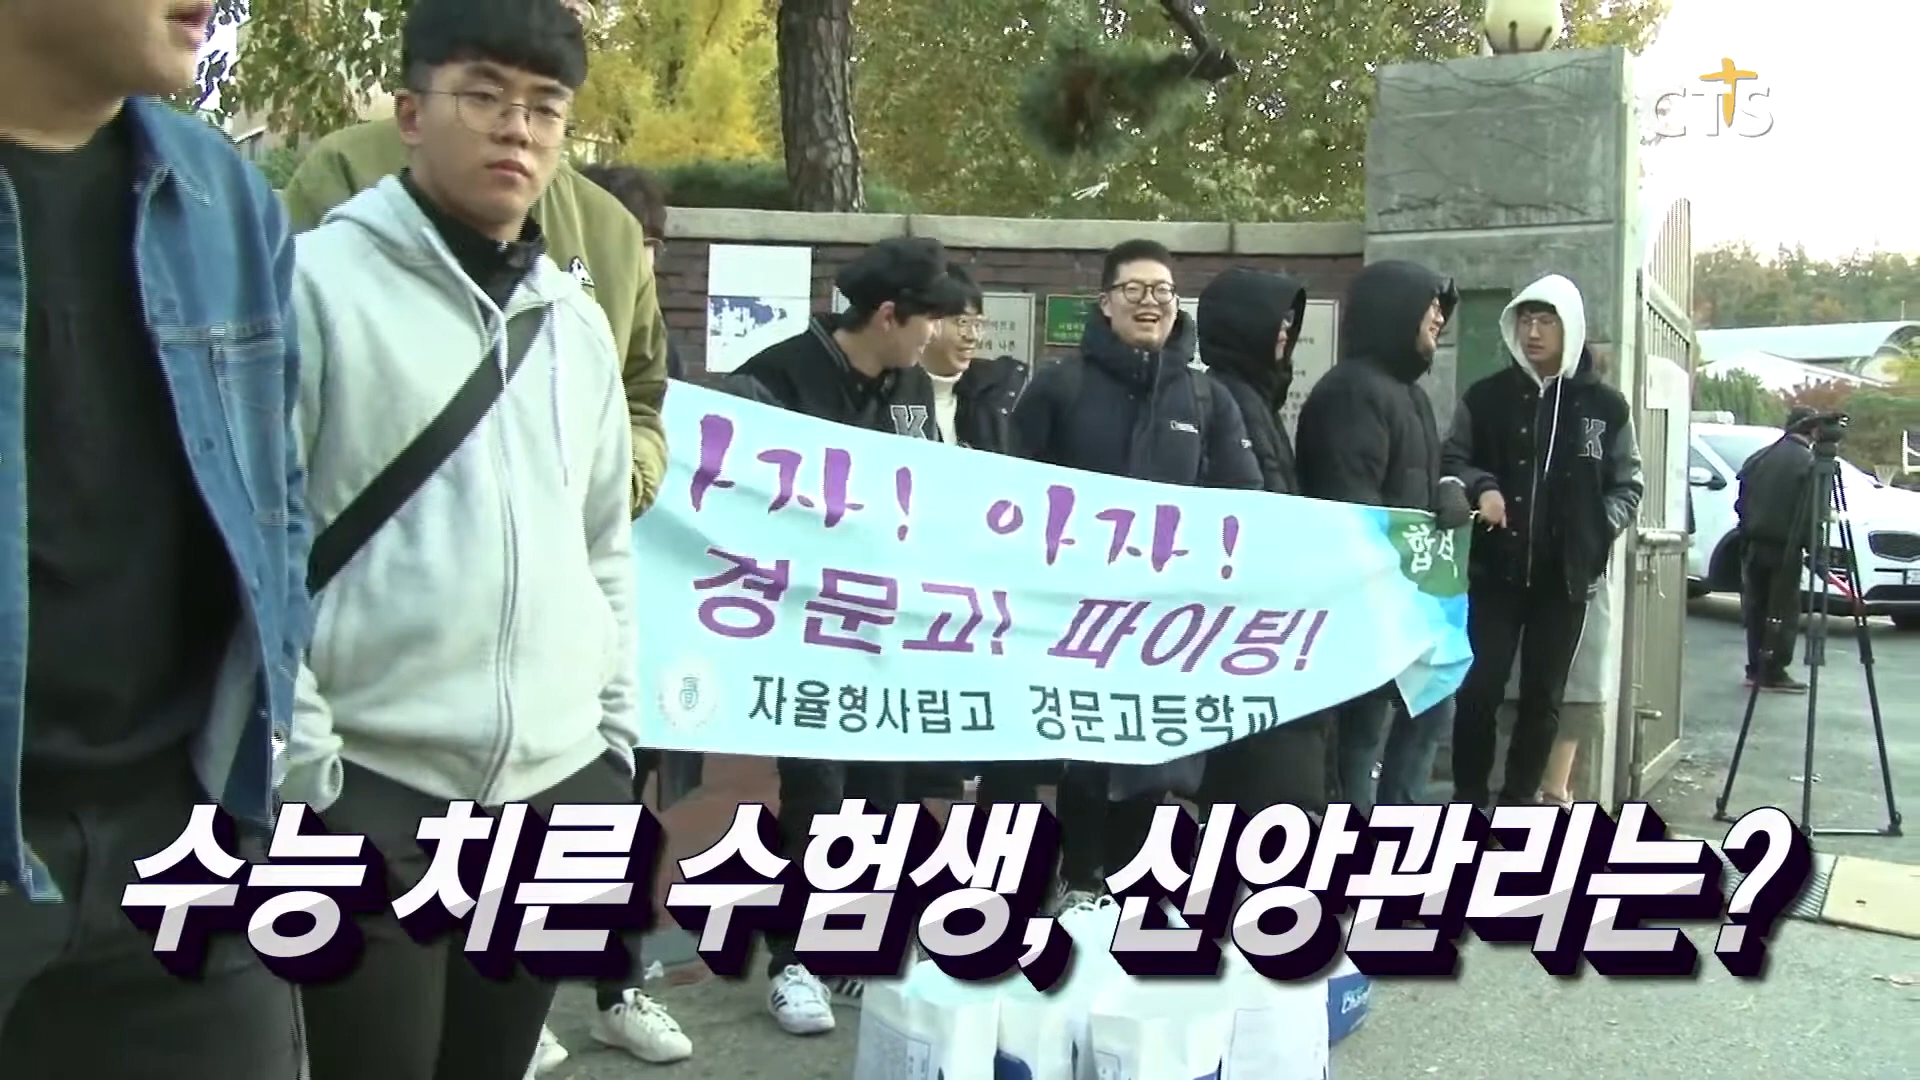 CTS
아자! 아자!
경문고! 파이팅!
합격
자율형사립고 경문고등학교
K
K
수능 치른 수험생, 신앙관리는?